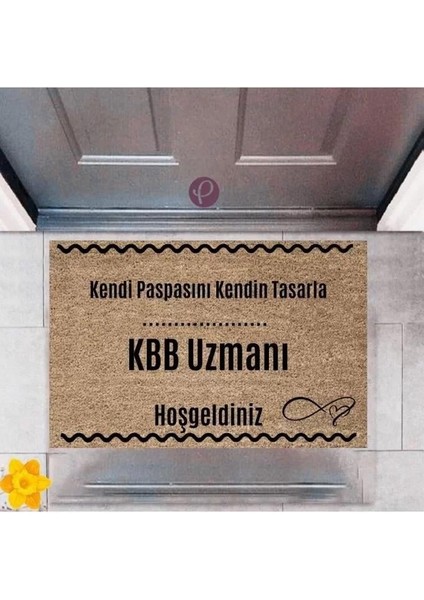 Kendi Paspasını Kendin Tasarla
....................
KBB Uzmanı
Hoşgeldiniz